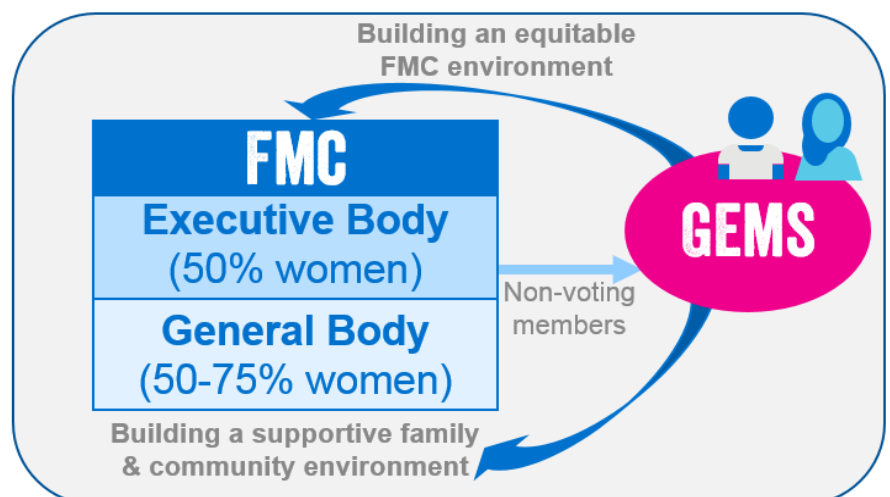 Building an equitable
FMC environment
FMC
Executive Body
(50% women)
General Body
(50-75% women)
GEMS
Non-voting
members
Building a supportive family
& community environment